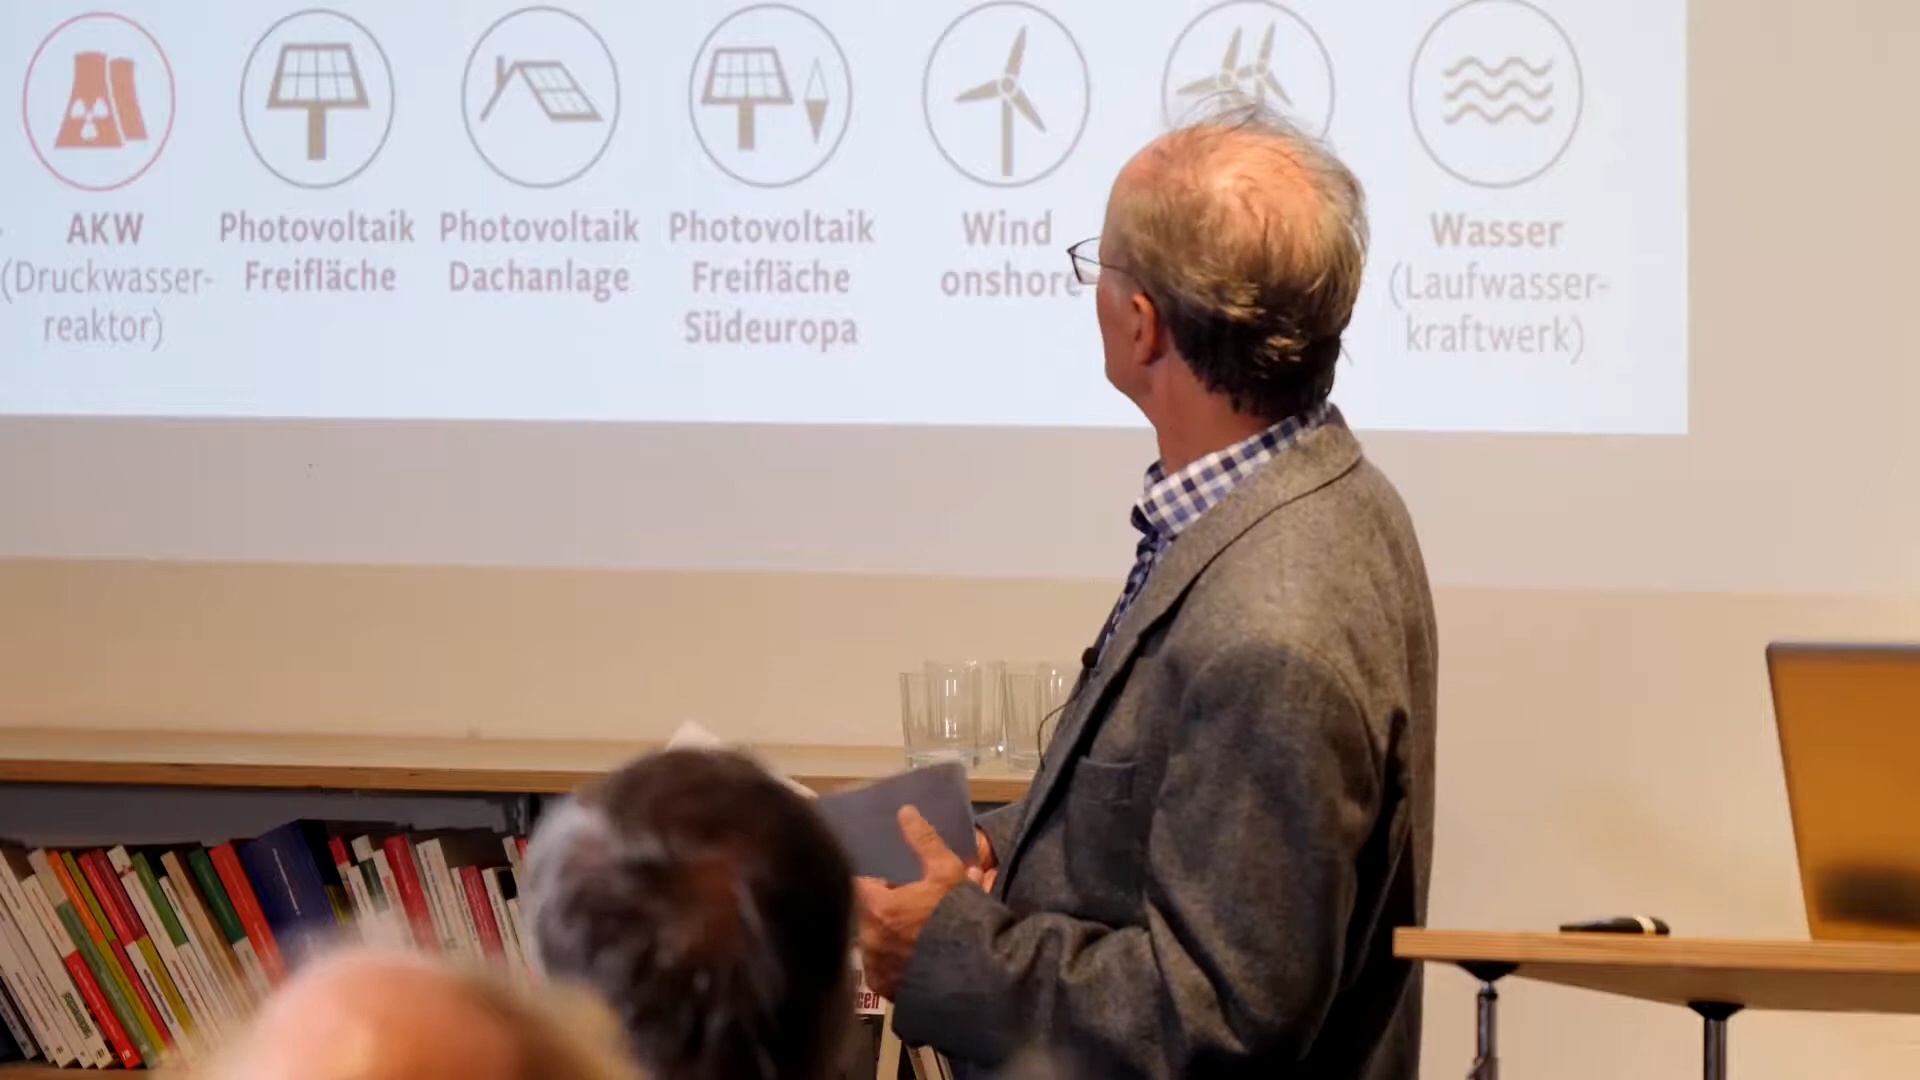 AKW
(Druckwasser-
reaktor)
Photovoltaik
Freifläche
Photovoltaik
Dachanlage
Photovoltaik
Freifläche
Südeuropa
Wind
onshore
Wasser
(Laufwasser-
kraftwerk)